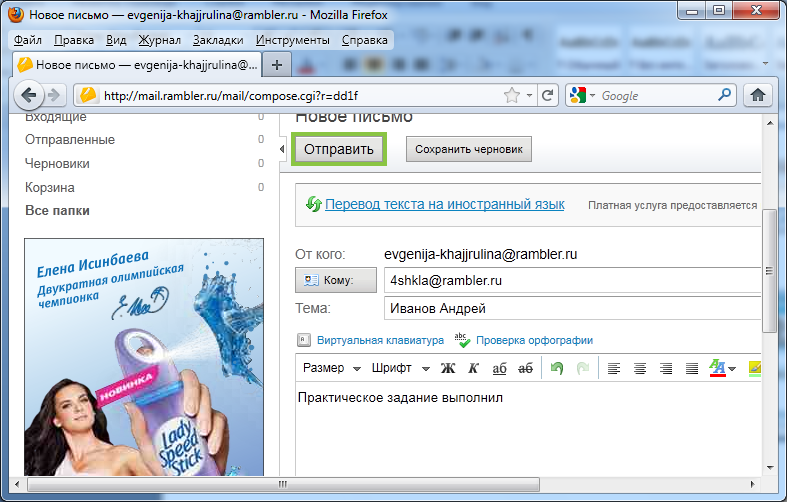 Новое письмо — evgenija-khajjrulina@rambler.ru - Mozilla Firefox
Файл Правка Вид Журнал Закладки Инструменты Справка
Новое письмо — evgenija-khajjrulina@...
http://mail.rambler.ru/mail/compose.cgi?r=dd1f
Google
Входящие 0
Отправленные 0
Черновики 0
Корзина 0
Все папки
Елена Исинбаева
Двукратная олимпийская
чемпионка
НОВИНКА
Lady
Speed
Stick
Новое письмо
Отправить Сохранить черновик
Перевод текста на иностранный язык Платная услуга предоставляется
От кого: evgenija-khajjrulina@rambler.ru
Кому: 4shkla@rambler.ru
Тема: Иванов Андрей
Виртуальная клавиатура abc Проверка орфографии
Размер Шрифт Ж К аб аб АА
Практическое задание выполнил